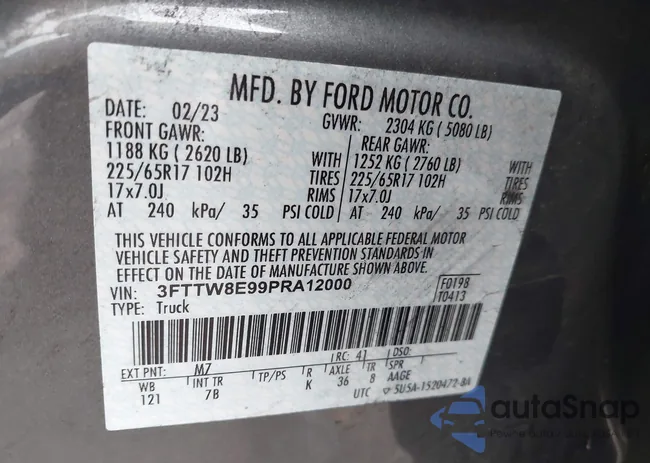 MFD. BY FORD MOTOR CO.
DATE: 02/23 GVWR: 2304 KG ( 5080 LB)
FRONT GAWR: REAR GAWR:
1188 KG ( 2620 LB) WITH 1252 KG ( 2760 LB) WITH
225/65R17 102H TIRES 225/65R17 102H TIRES
17x7.0J RIMS 17x7.0J RIMS
AT 240 kPa/ 35 PSI COLD AT 240 kPa/ 35 PSI COLD
THIS VEHICLE CONFORMS TO ALL APPLICABLE FEDERAL MOTOR
VEHICLE SAFETY AND THEFT PREVENTION STANDARDS IN
EFFECT ON THE DATE OF MANUFACTURE SHOWN ABOVE.
VIN: 3FTTW8E99PRA12000 F0198
TYPE: Truck T0413
EXT PNT: M7 RC: 41 DSO:
WB INT TR TP/PS R AXLE TR SPR
121 7B K 36 8 AAGE
UTC 5U5A-1520472-BA
autoSnap